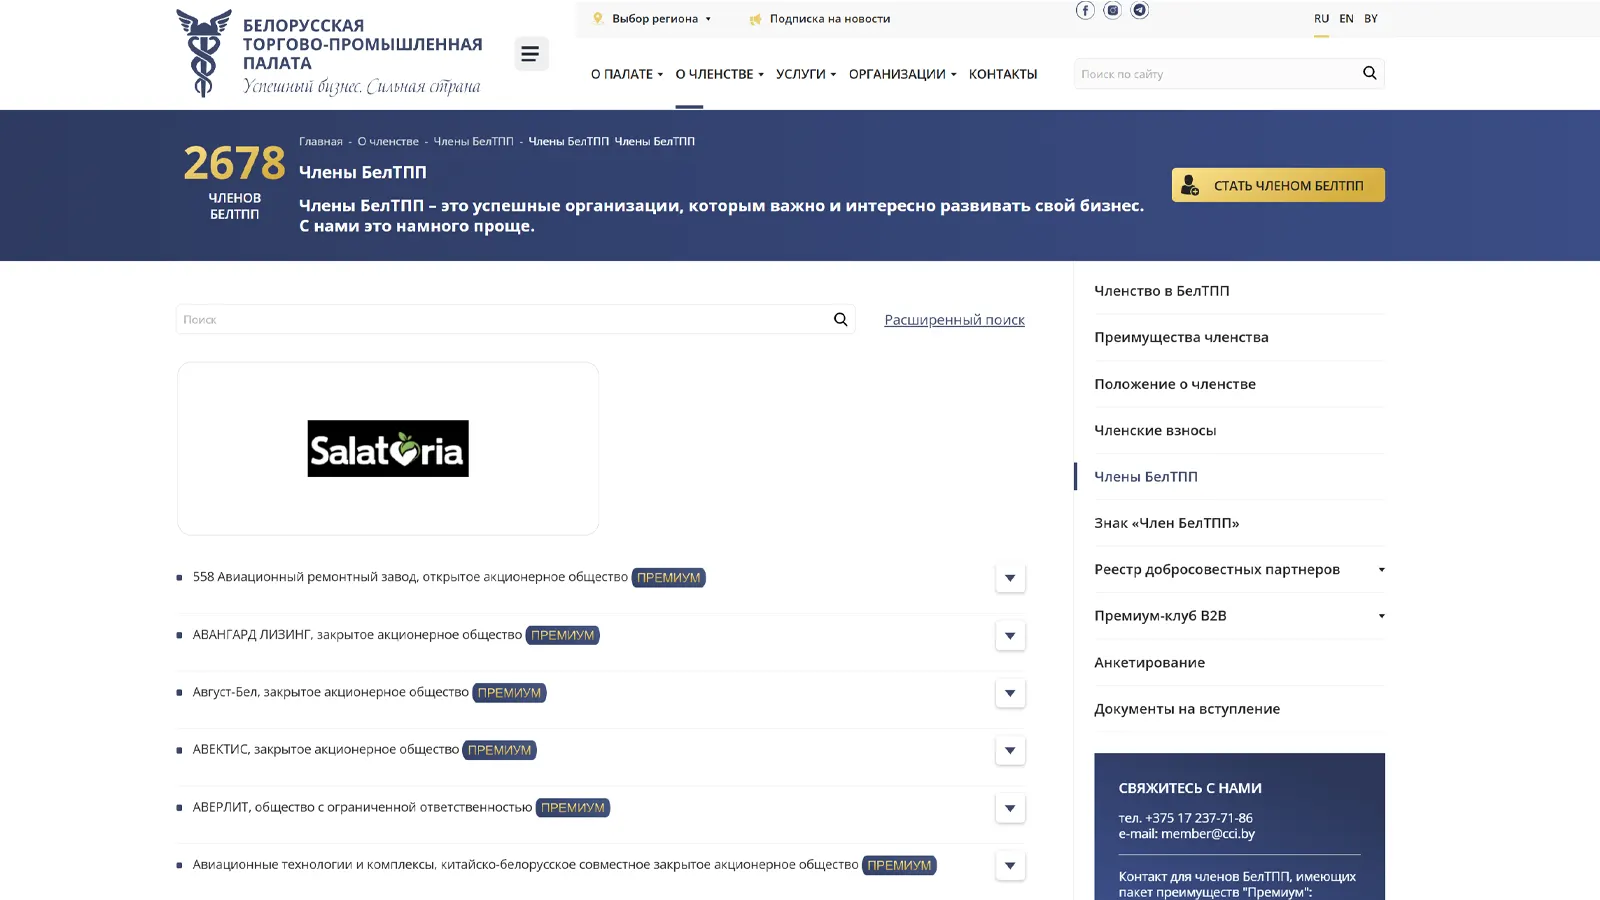 БЕЛОРУССКАЯ
ТОРГОВО-ПРОМЫШЛЕННАЯ
ПАЛАТА
Успешный бизнес. Сильная страна
Выбор региона
Подписка на новости
RU EN BY
О ПАЛАТЕ О ЧЛЕНСТВЕ УСЛУГИ ОРГАНИЗАЦИИ КОНТАКТЫ
Поиск по сайту
2678
ЧЛЕНОВ
БЕЛТПП
Главная - О членстве - Члены БелТПП - Члены БелТПП Члены БелТПП
Члены БелТПП
Члены БелТПП – это успешные организации, которым важно и интересно развивать свой бизнес.
С нами это намного проще.
СТАТЬ ЧЛЕНОМ БЕЛТПП
Поиск
Расширенный поиск
Salatoria
558 Авиационный ремонтный завод, открытое акционерное общество ПРЕМИУМ
АВАНГАРД ЛИЗИНГ, закрытое акционерное общество ПРЕМИУМ
Август-Бел, закрытое акционерное общество ПРЕМИУМ
АВЕКТИС, закрытое акционерное общество ПРЕМИУМ
АВЕРЛИТ, общество с ограниченной ответственностью ПРЕМИУМ
Авиационные технологии и комплексы, китайско-белорусское совместное закрытое акционерное общество ПРЕМИУМ
Членство в БелТПП
Преимущества членства
Положение о членстве
Членские взносы
Члены БелТПП
Знак «Член БелТПП»
Реестр добросовестных партнеров
Премиум-клуб B2B
Анкетирование
Документы на вступление
СВЯЖИТЕСЬ С НАМИ
тел. +375 17 237-71-86
e-mail: member@cci.by
Контакт для членов БелТПП, имеющих
пакет преимуществ "Премиум":